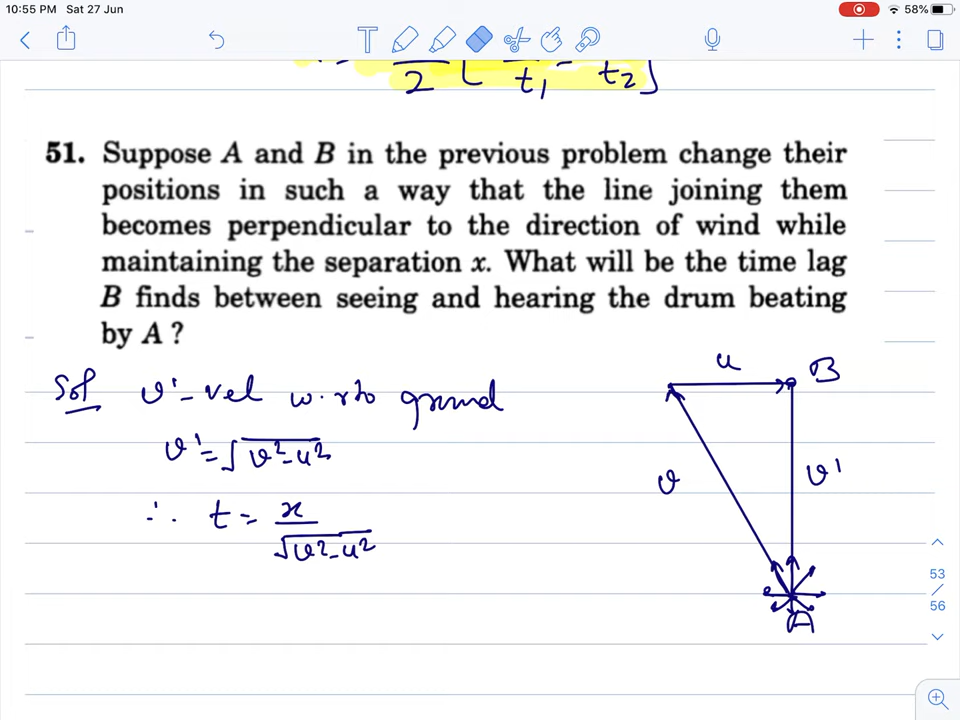 10:55 PM Sat 27 Jun
58%
2 [ t₁ - t₂ ]
51. Suppose A and B in the previous problem change their
positions in such a way that the line joining them
becomes perpendicular to the direction of wind while
maintaining the separation x. What will be the time lag
B finds between seeing and hearing the drum beating
by A ?
Sol v' - vel w.r.to ground
v' = √v²-u²
∴ t = x
√v²-u²
u B
v v'
A
53
/
56